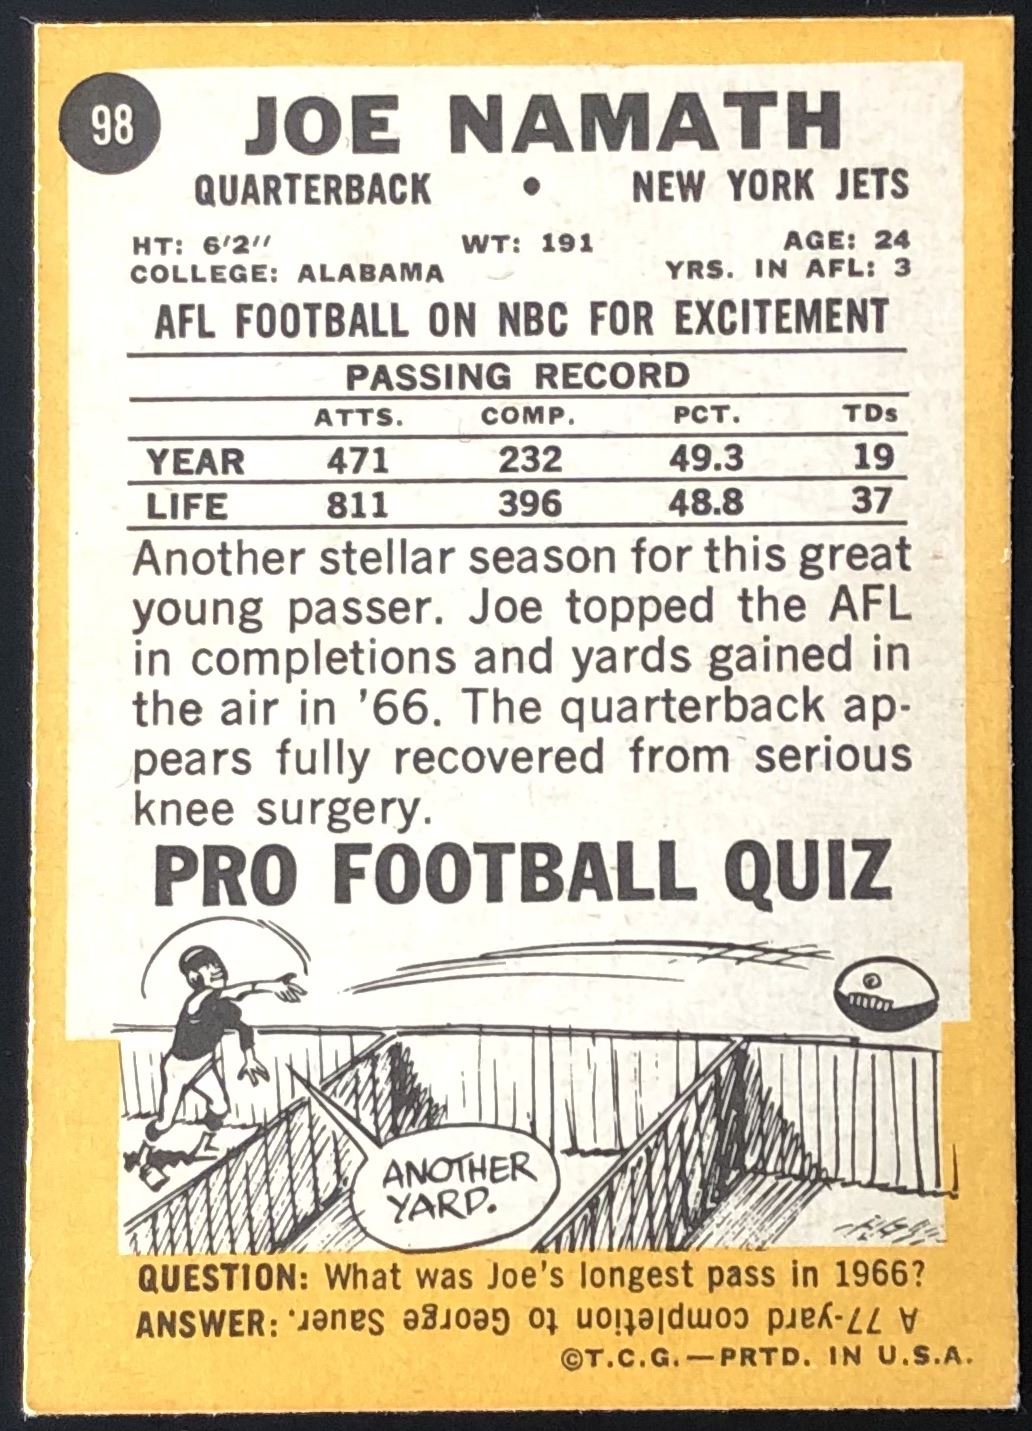 98
JOE NAMATH
QUARTERBACK • NEW YORK JETS
HT: 6'2" WT: 191 AGE: 24
COLLEGE: ALABAMA YRS. IN AFL: 3
AFL FOOTBALL ON NBC FOR EXCITEMENT
PASSING RECORD
ATTS. COMP. PCT. TDs
YEAR 471 232 49.3 19
LIFE 811 396 48.8 37
Another stellar season for this great
young passer. Joe topped the AFL
in completions and yards gained in
the air in '66. The quarterback ap-
pears fully recovered from serious
knee surgery.
PRO FOOTBALL QUIZ
ANOTHER
YARD.
QUESTION: What was Joe's longest pass in 1966?
ANSWER: A 77-yard completion to George Sauer.
©T.C.G.—PRTD. IN U.S.A.